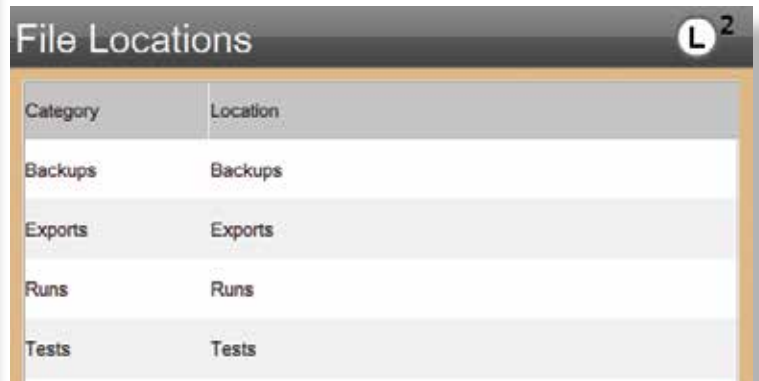 File Locations L2
Category Location
Backups Backups
Exports Exports
Runs Runs
Tests Tests